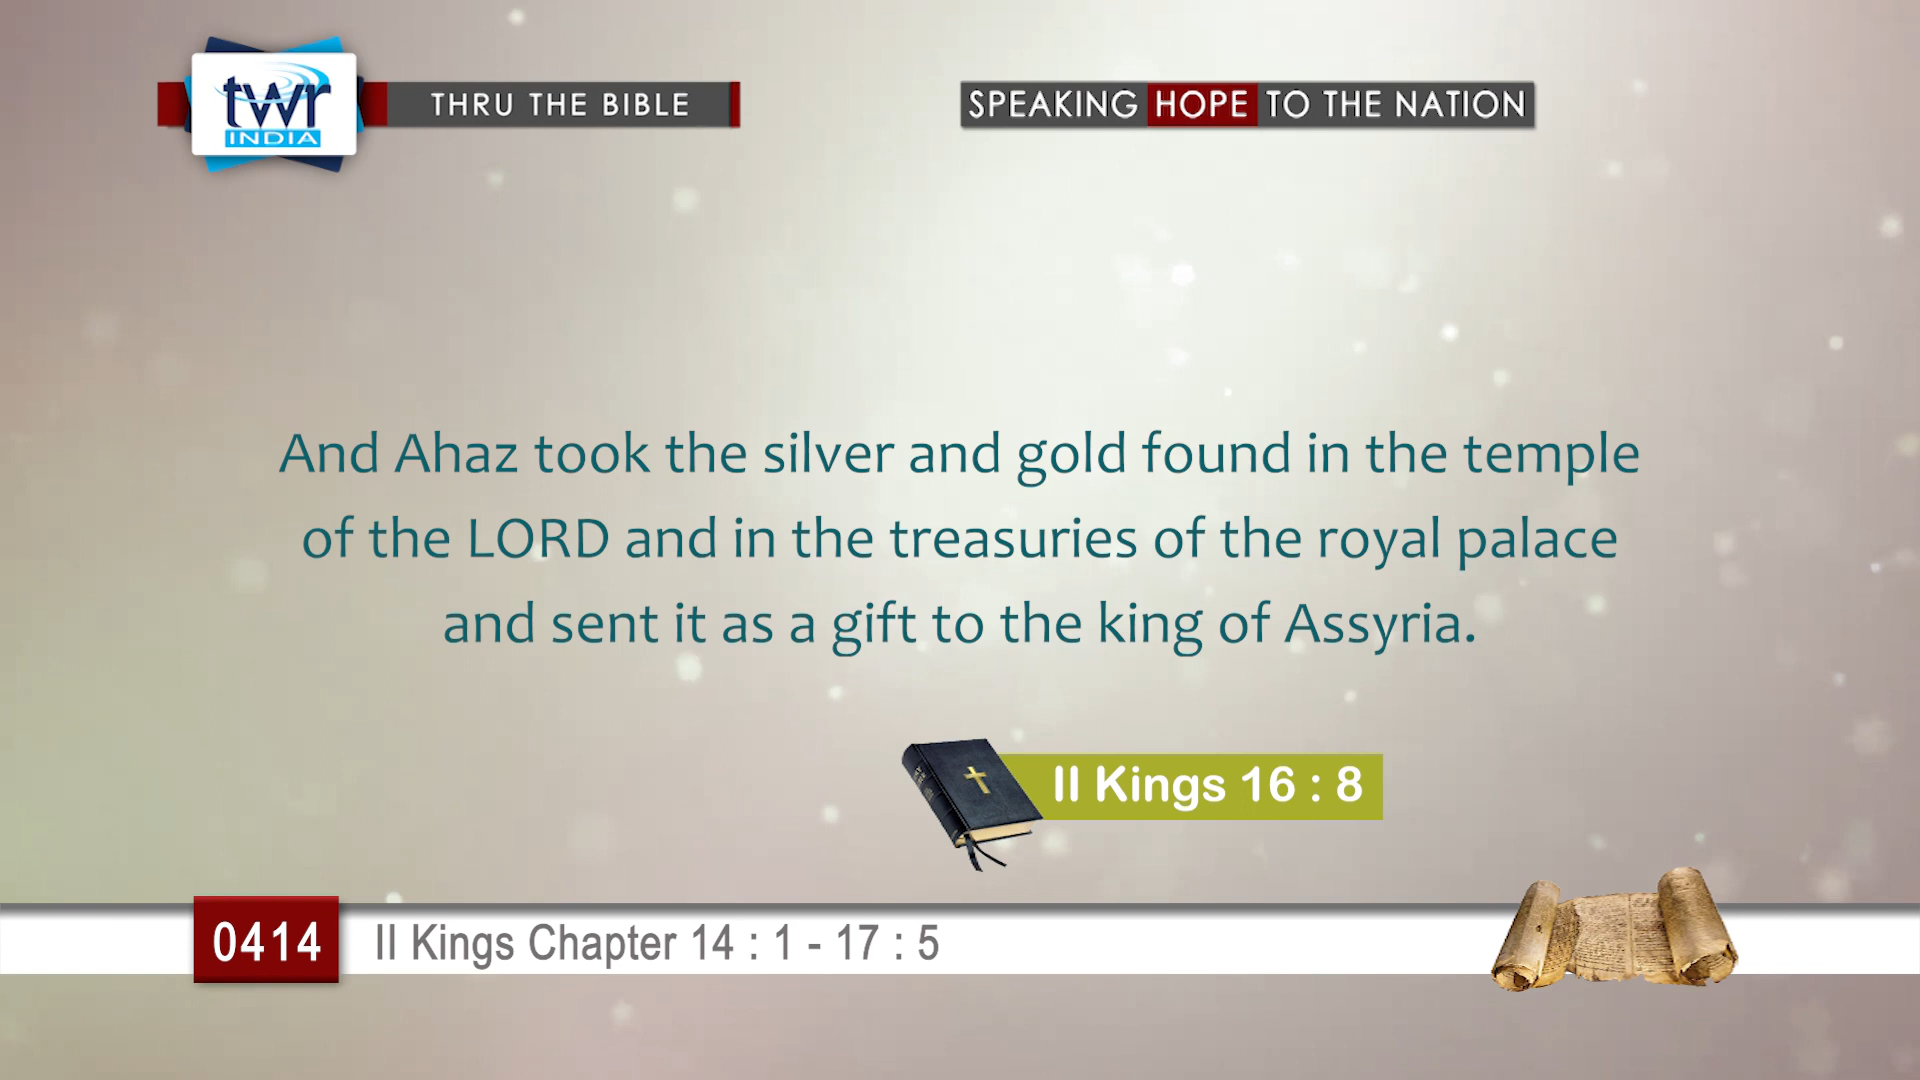 twr
INDIA
THRU THE BIBLE
SPEAKING HOPE TO THE NATION
And Ahaz took the silver and gold found in the temple
of the LORD and in the treasuries of the royal palace
and sent it as a gift to the king of Assyria.
II Kings 16 : 8
0414
II Kings Chapter 14 : 1 - 17 : 5